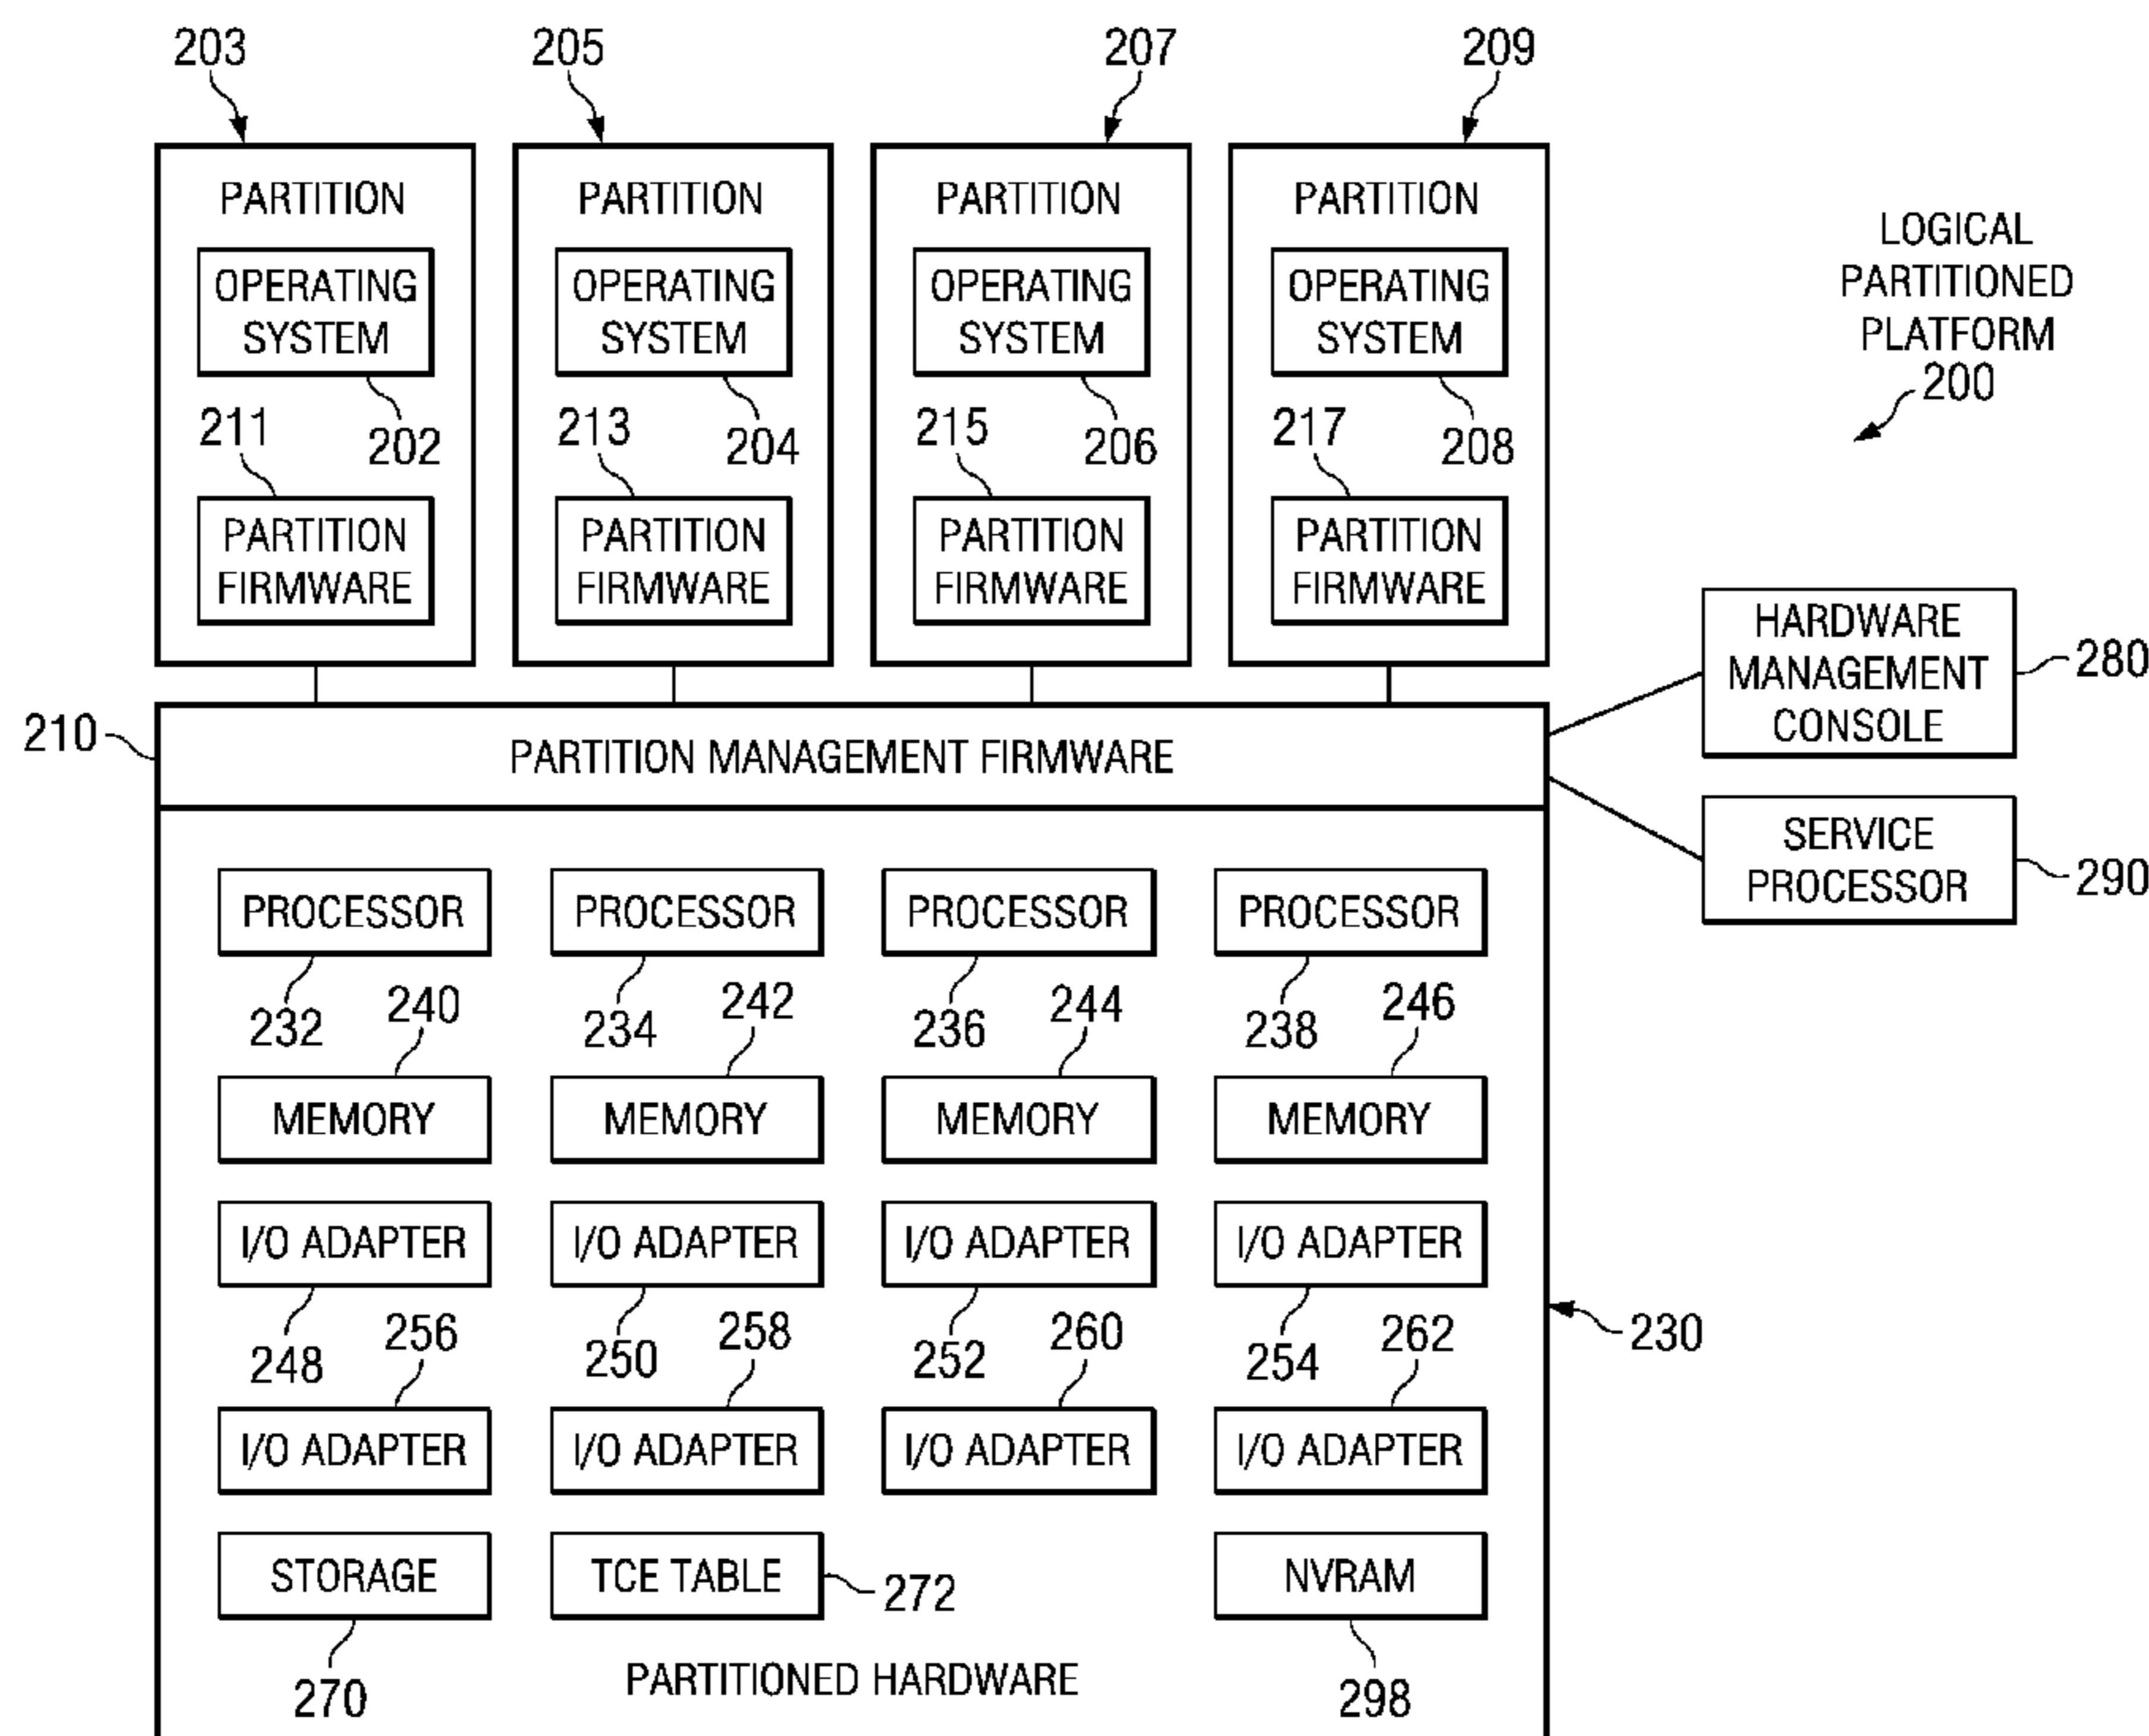 203
205
207
209
PARTITION
PARTITION
PARTITION
PARTITION
LOGICAL
PARTITIONED
PLATFORM
200
OPERATING
SYSTEM
OPERATING
SYSTEM
OPERATING
SYSTEM
OPERATING
SYSTEM
211
202
213
204
215
206
217
208
PARTITION
FIRMWARE
PARTITION
FIRMWARE
PARTITION
FIRMWARE
PARTITION
FIRMWARE
HARDWARE
MANAGEMENT
CONSOLE
280
210
PARTITION MANAGEMENT FIRMWARE
SERVICE
PROCESSOR
290
PROCESSOR
PROCESSOR
PROCESSOR
PROCESSOR
232
240
234
242
236
244
238
246
MEMORY
MEMORY
MEMORY
MEMORY
I/O ADAPTER
I/O ADAPTER
I/O ADAPTER
I/O ADAPTER
248
256
250
258
252
260
254
262
230
I/O ADAPTER
I/O ADAPTER
I/O ADAPTER
I/O ADAPTER
STORAGE
TCE TABLE
272
NVRAM
270
PARTITIONED HARDWARE
298